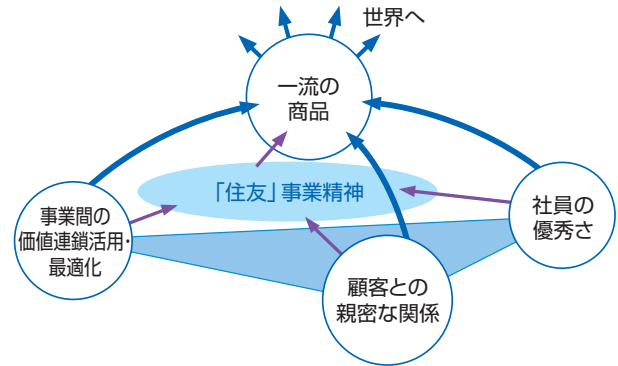 世界へ
一流の
商品
「住友」事業精神
事業間の
価値連鎖活用・
最適化
顧客との
親密な関係
社員の
優秀さ